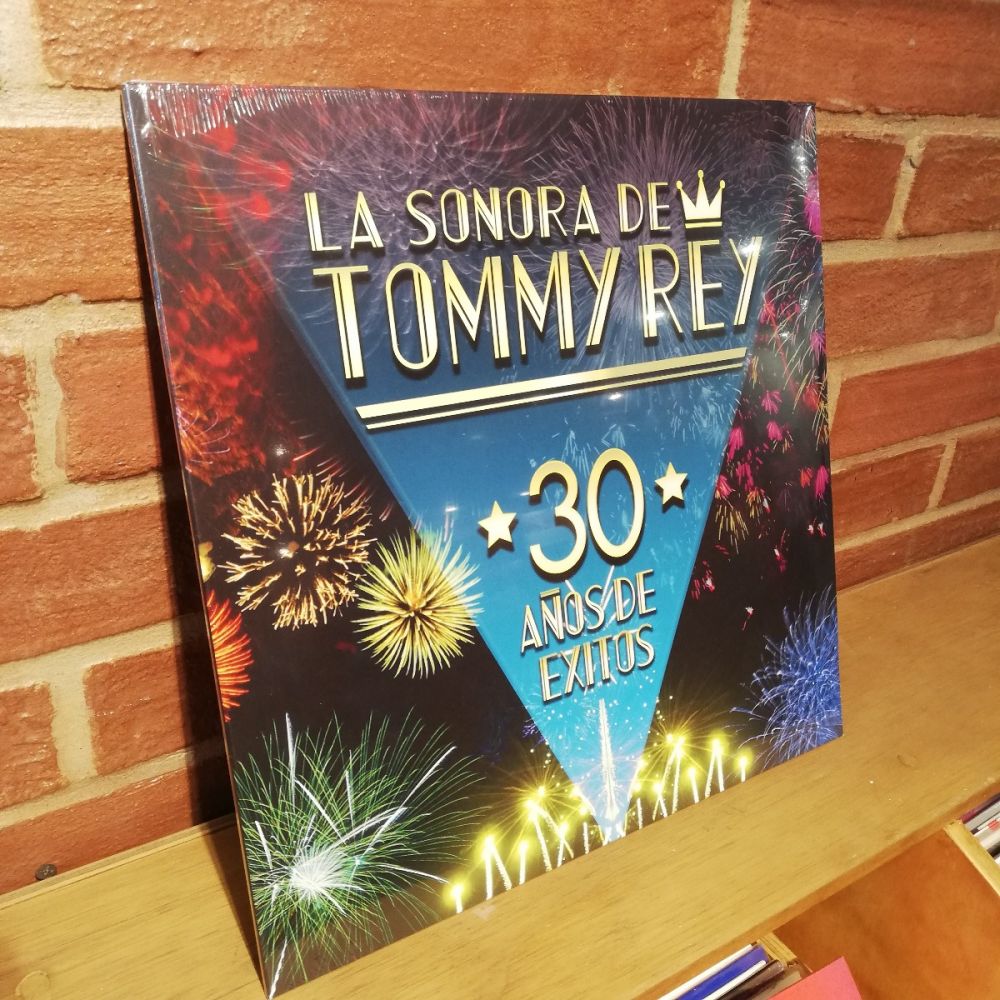 LA SONORA DE
TOMMY REY
30
AÑOS DE
EXITOS